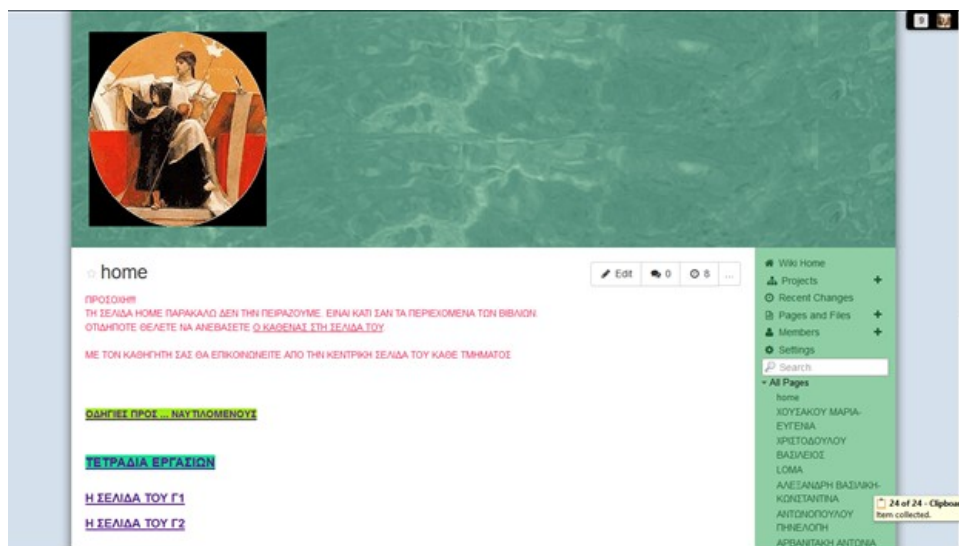 9
home
Edit
0
8
...
ΠΡΟΣΟΧΗ!!!
ΤΗ ΣΕΛΙΔΑ HOME ΠΑΡΑΚΑΛΩ ΔΕΝ ΤΗΝ ΠΕΙΡΑΖΟΥΜΕ. ΕΙΝΑΙ ΚΑΤΙ ΣΑΝ ΤΑ ΠΕΡΙΕΧΟΜΕΝΑ ΤΩΝ ΒΙΒΛΙΩΝ.
ΟΤΙΔΗΠΟΤΕ ΘΕΛΕΤΕ ΝΑ ΑΝΕΒΑΣΕΤΕ Ο ΚΑΘΕΝΑΣ ΣΤΗ ΣΕΛΙΔΑ ΤΟΥ.
ΜΕ ΤΟΝ ΚΑΘΗΓΗΤΗ ΣΑΣ ΘΑ ΕΠΙΚΟΙΝΩΝΕΙΤΕ ΑΠΟ ΤΗΝ ΚΕΝΤΡΙΚΗ ΣΕΛΙΔΑ ΤΟΥ ΚΑΘΕ ΤΜΗΜΑΤΟΣ
ΟΔΗΓΙΕΣ ΠΡΟΣ ... ΝΑΥΤΙΛΟΜΕΝΟΥΣ
ΤΕΤΡΑΔΙΑ ΕΡΓΑΣΙΩΝ
Η ΣΕΛΙΔΑ ΤΟΥ Γ1
Η ΣΕΛΙΔΑ ΤΟΥ Γ2
Wiki Home
Projects
Recent Changes
Pages and Files
Members
Settings
Search
All Pages
home
ΧΟΥΣΑΚΟΥ ΜΑΡΙΑ-
ΕΥΓΕΝΙΑ
ΧΡΙΣΤΟΔΟΥΛΟΥ
ΒΑΣΙΛΕΙΟΣ
LOMA
ΑΛΕΞΑΝΔΡΗ ΒΑΣΙΛΙΚΗ-
ΚΩΝΣΤΑΝΤΙΝΑ
ΑΝΤΩΝΟΠΟΥΛΟΥ
ΠΗΝΕΛΟΠΗ
ΑΡΒΑΝΙΤΑΚΗ ΑΝΤΩΝΙΑ
24 of 24 - Clipboar
Item collected.